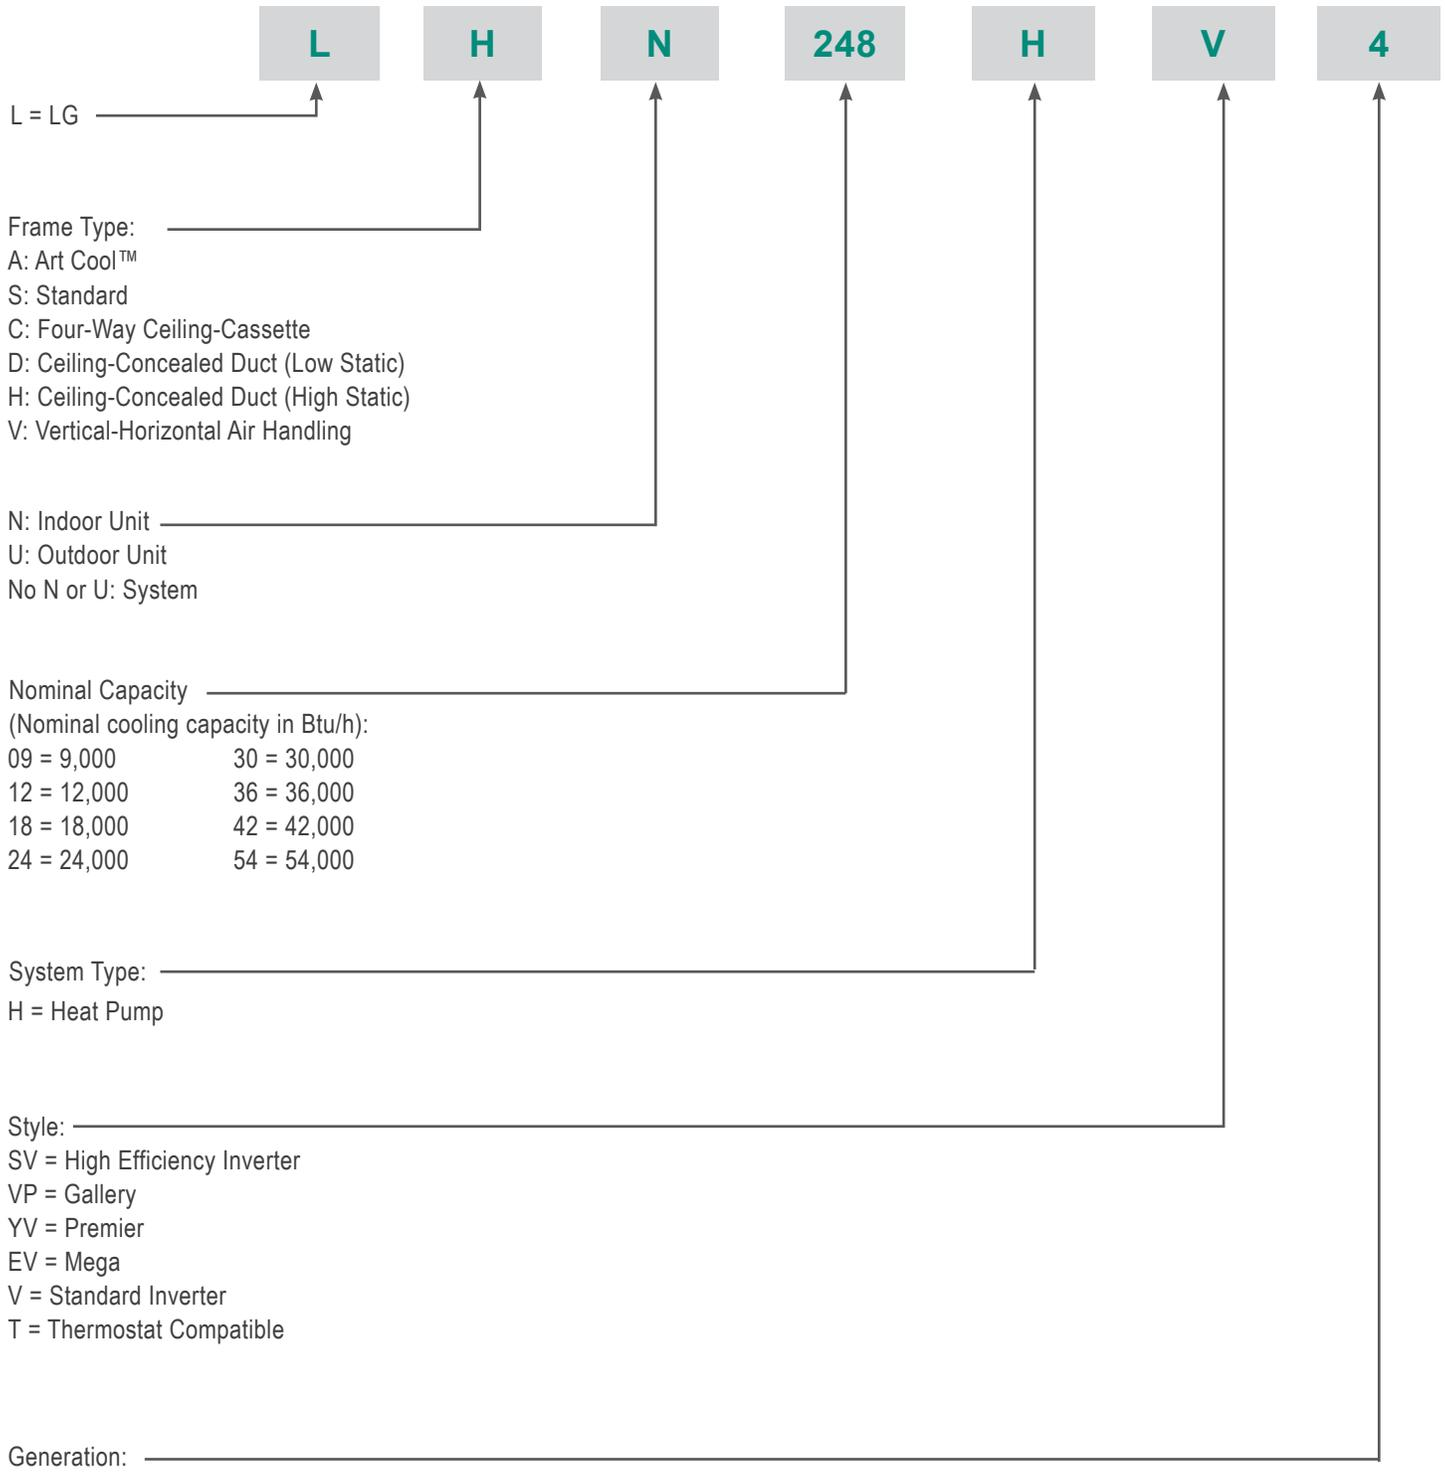 L H N 248 H V 4
L = LG
Frame Type:
A: Art Cool™
S: Standard
C: Four-Way Ceiling-Cassette
D: Ceiling-Concealed Duct (Low Static)
H: Ceiling-Concealed Duct (High Static)
V: Vertical-Horizontal Air Handling
N: Indoor Unit
U: Outdoor Unit
No N or U: System
Nominal Capacity
(Nominal cooling capacity in Btu/h):
09 = 9,000 30 = 30,000
12 = 12,000 36 = 36,000
18 = 18,000 42 = 42,000
24 = 24,000 54 = 54,000
System Type:
H = Heat Pump
Style:
SV = High Efficiency Inverter
VP = Gallery
YV = Premier
EV = Mega
V = Standard Inverter
T = Thermostat Compatible
Generation: